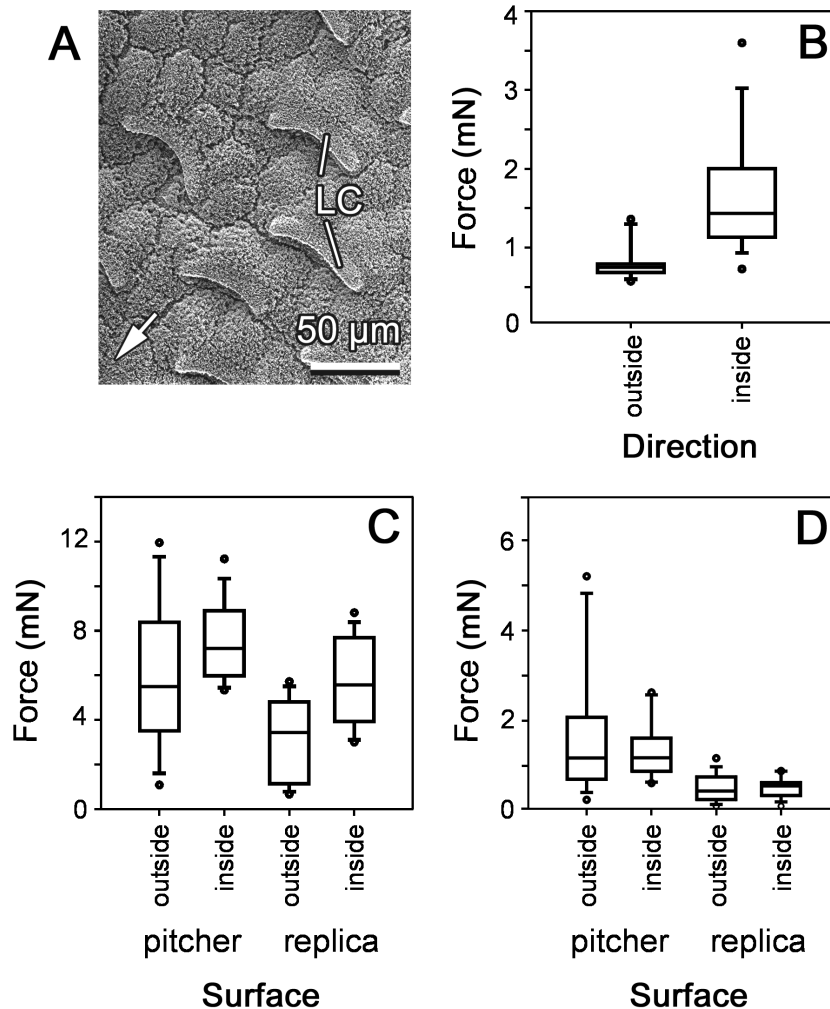 A
LC
50 µm
B
4
3
2
1
0
Force (mN)
outside
inside
Direction
C
12
8
4
0
Force (mN)
outside
inside
outside
inside
pitcher
replica
Surface
D
6
4
2
0
Force (mN)
outside
inside
outside
inside
pitcher
replica
Surface